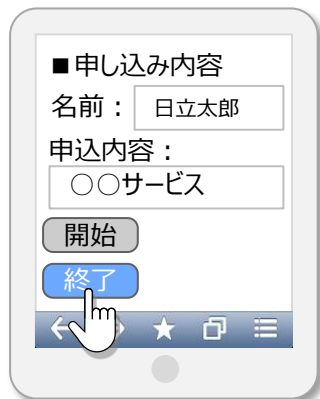 ■申し込み内容
名前： 日立太郎
申込内容：
○○サービス
開始
終了